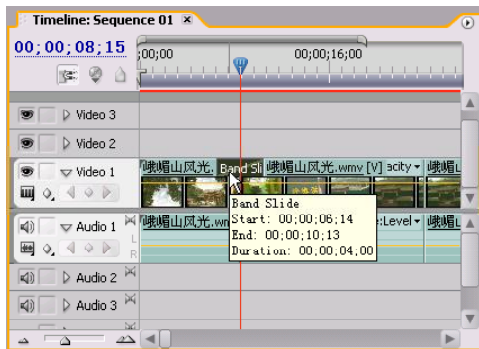 Timeline: Sequence 01 ×
00;00;08;15
;00;00
00;00;16;00
Video 3
Video 2
Video 1
峨嵋山风光.
Band Sli
峨嵋山风光.wmv [V] acity
峨嵋
Band Slide
Start: 00;00;06;14
End: 00;00;10;13
Duration: 00;00;04;00
Audio 1
L
R
峨嵋山风光.wm
:Level
峨嵋
Audio 2
Audio 3